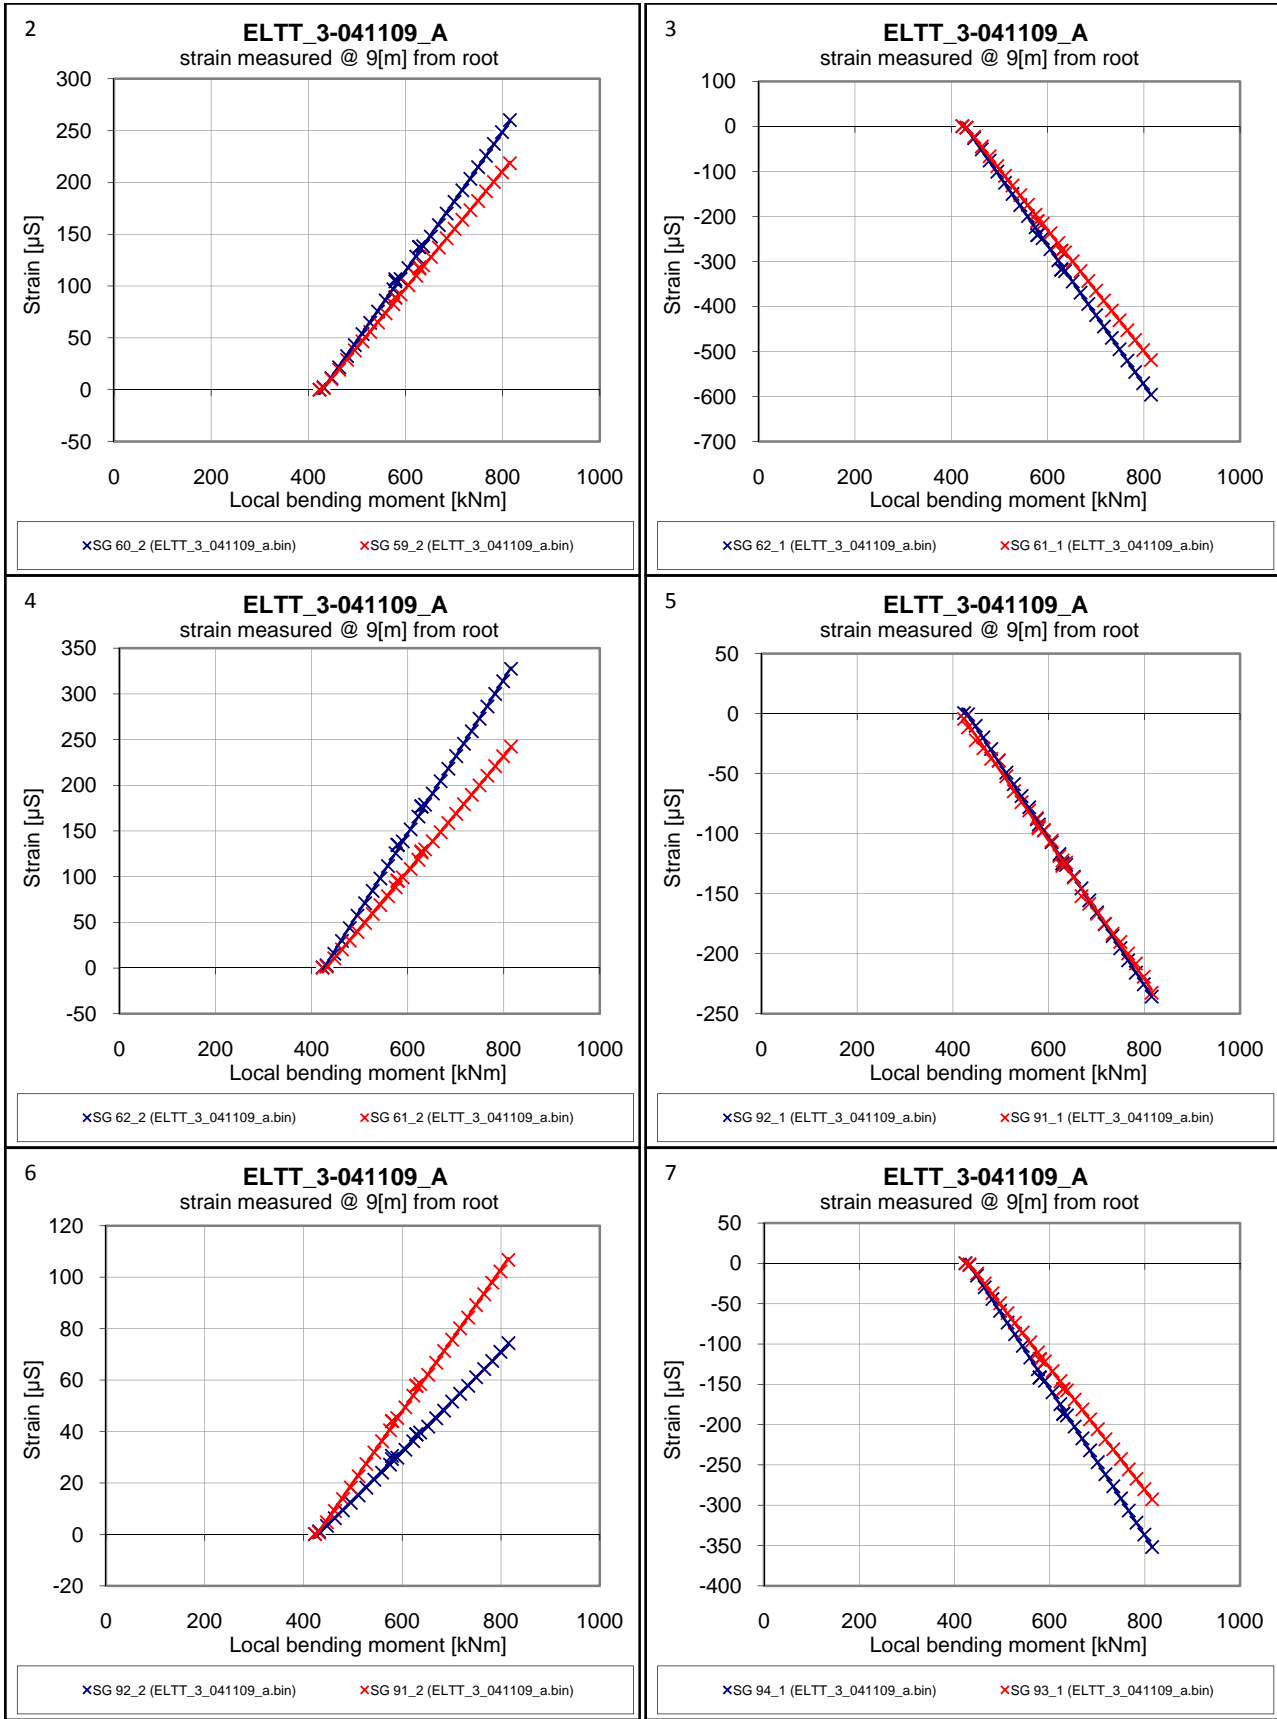 2
ELTT_3-041109_A
strain measured @ 9[m] from root
300
250
200
150
100
50
0
-50
Strain [µS]
0 200 400 600 800 1000
Local bending moment [kNm]
SG 60_2 (ELTT_3_041109_a.bin) SG 59_2 (ELTT_3_041109_a.bin)
3
ELTT_3-041109_A
strain measured @ 9[m] from root
100
0
-100
-200
-300
-400
-500
-600
-700
Strain [µS]
0 200 400 600 800 1000
Local bending moment [kNm]
SG 62_1 (ELTT_3_041109_a.bin) SG 61_1 (ELTT_3_041109_a.bin)
4
ELTT_3-041109_A
strain measured @ 9[m] from root
350
300
250
200
150
100
50
0
-50
Strain [µS]
0 200 400 600 800 1000
Local bending moment [kNm]
SG 62_2 (ELTT_3_041109_a.bin) SG 61_2 (ELTT_3_041109_a.bin)
5
ELTT_3-041109_A
strain measured @ 9[m] from root
50
0
-50
-100
-150
-200
-250
Strain [µS]
0 200 400 600 800 1000
Local bending moment [kNm]
SG 92_1 (ELTT_3_041109_a.bin) SG 91_1 (ELTT_3_041109_a.bin)
6
ELTT_3-041109_A
strain measured @ 9[m] from root
120
100
80
60
40
20
0
-20
Strain [µS]
0 200 400 600 800 1000
Local bending moment [kNm]
SG 92_2 (ELTT_3_041109_a.bin) SG 91_2 (ELTT_3_041109_a.bin)
7
ELTT_3-041109_A
strain measured @ 9[m] from root
50
0
-50
-100
-150
-200
-250
-300
-350
-400
Strain [µS]
0 200 400 600 800 1000
Local bending moment [kNm]
SG 94_1 (ELTT_3_041109_a.bin) SG 93_1 (ELTT_3_041109_a.bin)